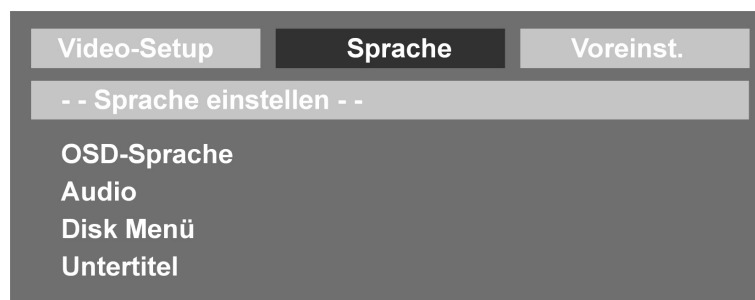 Video-Setup Sprache Voreinst.
- - Sprache einstellen - -
OSD-Sprache
Audio
Disk Menü
Untertitel